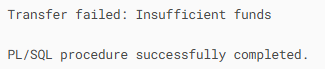 Transfer failed: Insufficient funds
PL/SQL procedure successfully completed.